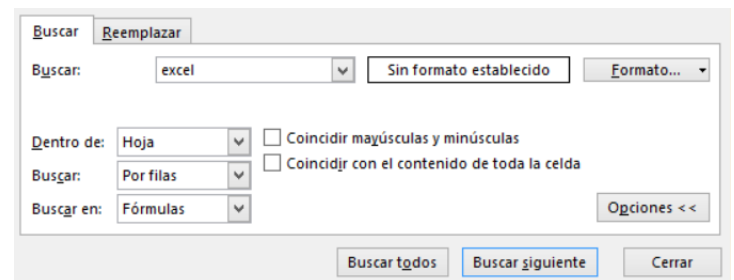 Buscar Reemplazar
Buscar: excel Sin formato establecido Formato...
Dentro de: Hoja Coincidir mayúsculas y minúsculas
Coincidir con el contenido de toda la celda
Buscar: Por filas
Buscar en: Fórmulas Opciones <<
Buscar todos Buscar siguiente Cerrar